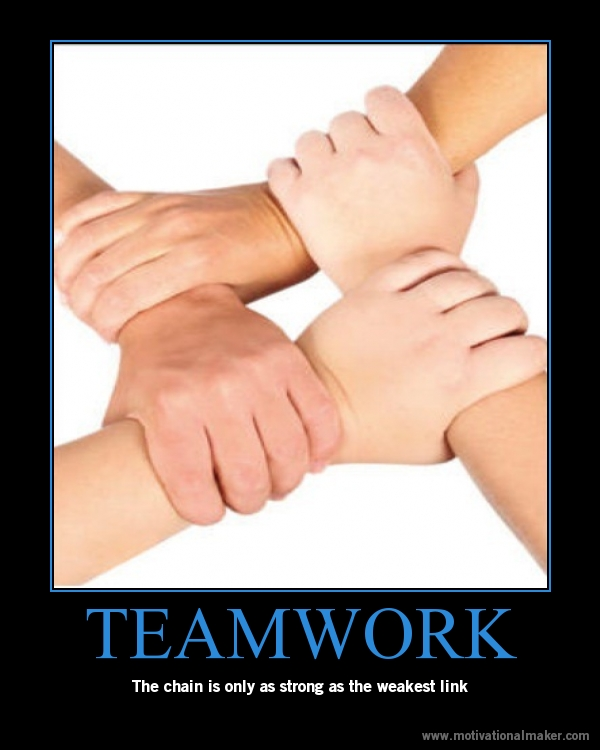 TEAMWORK
The chain is only as strong as the weakest link
www.motivationalmaker.com